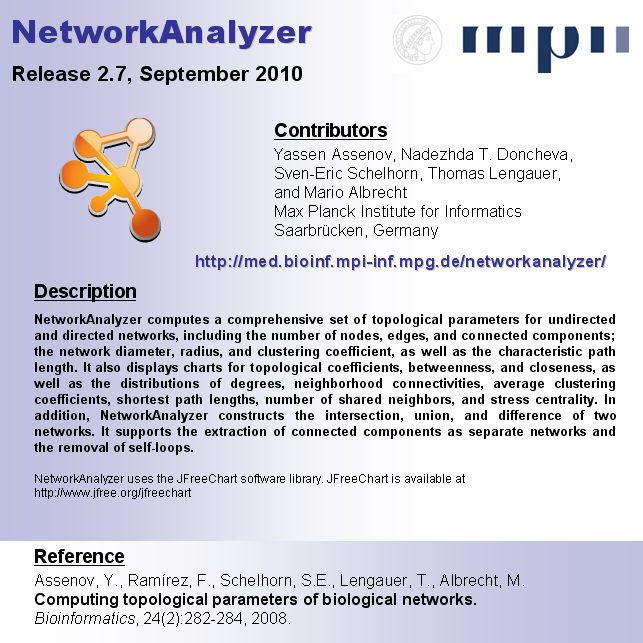 NetworkAnalyzer
mpii
Release 2.7, September 2010
Contributors
Yassen Assenov, Nadezhda T. Doncheva,
Sven-Eric Schelhorn, Thomas Lengauer,
and Mario Albrecht
Max Planck Institute for Informatics
Saarbrücken, Germany
http://med.bioinf.mpi-inf.mpg.de/networkanalyzer/
Description
NetworkAnalyzer computes a comprehensive set of topological parameters for undirected
and directed networks, including the number of nodes, edges, and connected components;
the network diameter, radius, and clustering coefficient, as well as the characteristic path
length. It also displays charts for topological coefficients, betweenness, and closeness, as
well as the distributions of degrees, neighborhood connectivities, average clustering
coefficients, shortest path lengths, number of shared neighbors, and stress centrality. In
addition, NetworkAnalyzer constructs the intersection, union, and difference of two
networks. It supports the extraction of connected components as separate networks and
the removal of self-loops.
NetworkAnalyzer uses the JFreeChart software library. JFreeChart is available at
http://www.jfree.org/jfreechart
Reference
Assenov, Y., Ramírez, F., Schelhorn, S.E., Lengauer, T., Albrecht, M.
Computing topological parameters of biological networks.
Bioinformatics, 24(2):282-284, 2008.